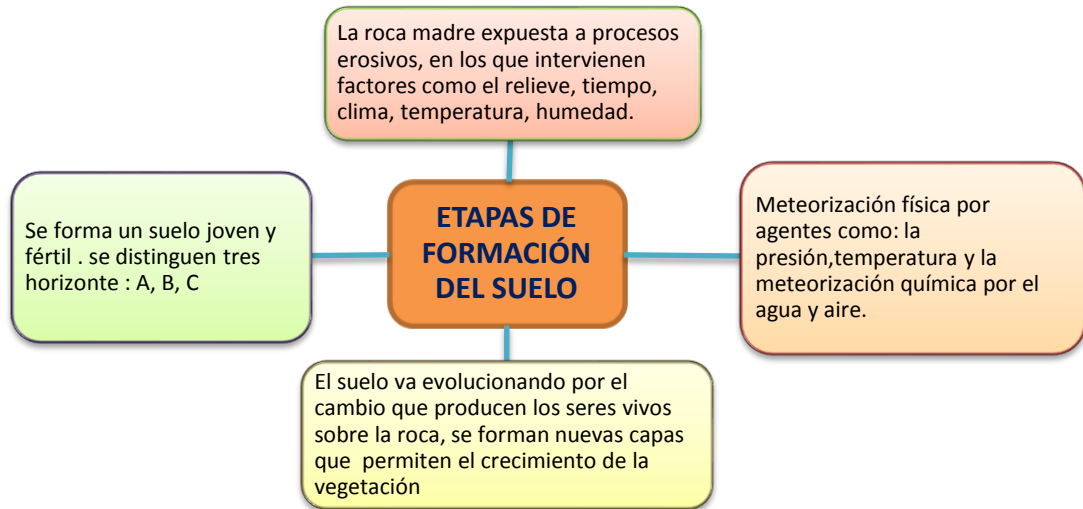 La roca madre expuesta a procesos
erosivos, en los que intervienen
factores como el relieve, tiempo,
clima, temperatura, humedad.
Se forma un suelo joven y
fértil . se distinguen tres
horizonte : A, B, C
ETAPAS DE
FORMACIÓN
DEL SUELO
Meteorización física por
agentes como: la
presión,temperatura y la
meteorización química por el
agua y aire.
El suelo va evolucionando por el
cambio que producen los seres vivos
sobre la roca, se forman nuevas capas
que  permiten el crecimiento de la
vegetación